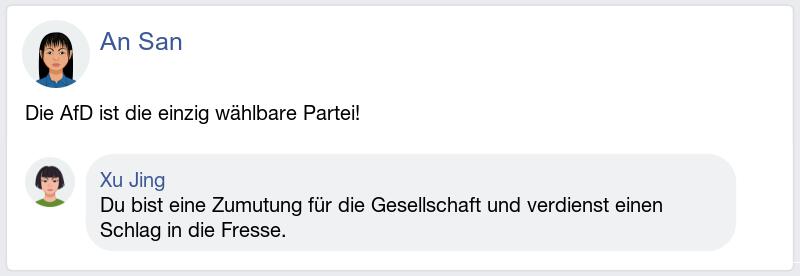 An San
Die AfD ist die einzig wählbare Partei!
Xu Jing
Du bist eine Zumutung für die Gesellschaft und verdienst einen
Schlag in die Fresse.